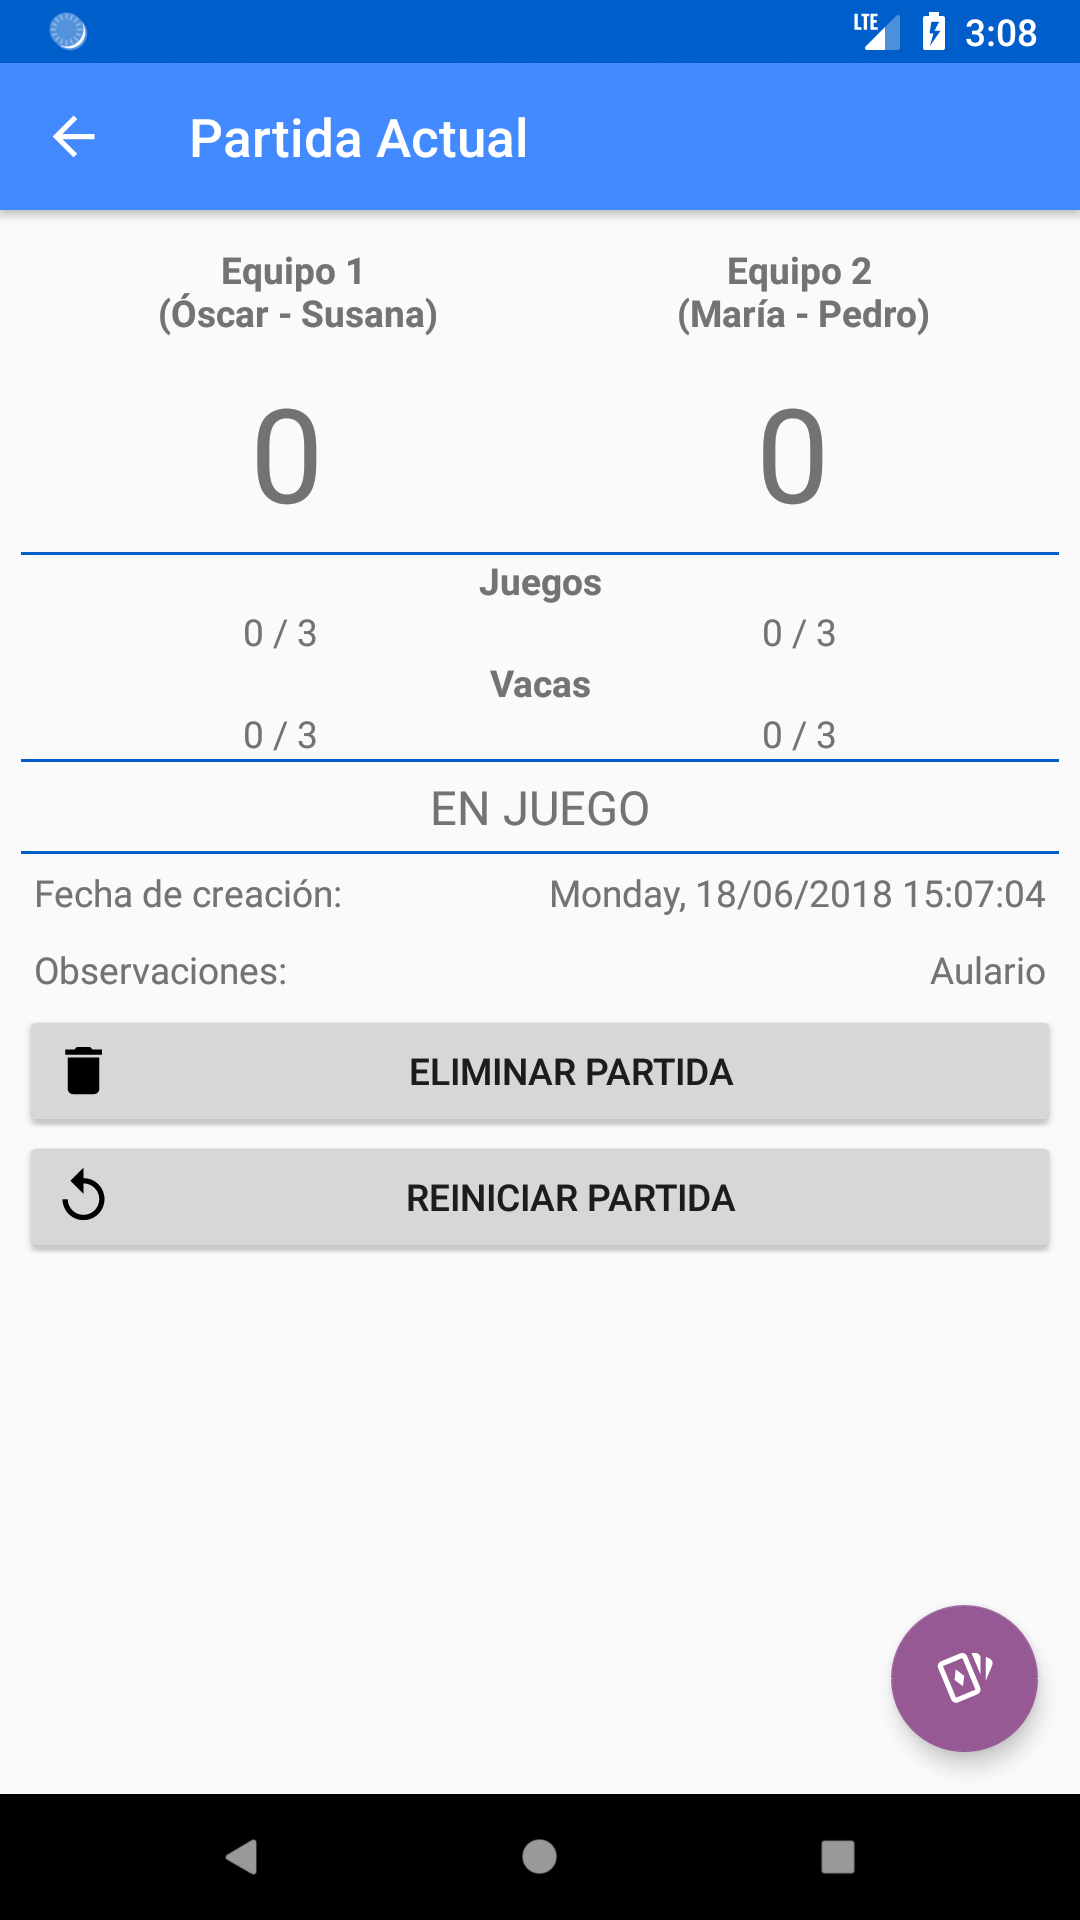 LTE 3:08
Partida Actual
Equipo 1 Equipo 2
(Óscar - Susana) (María - Pedro)
0 0
Juegos
0 / 3 0 / 3
Vacas
0 / 3 0 / 3
EN JUEGO
Fecha de creación: Monday, 18/06/2018 15:07:04
Observaciones: Aulario
ELIMINAR PARTIDA
REINICIAR PARTIDA